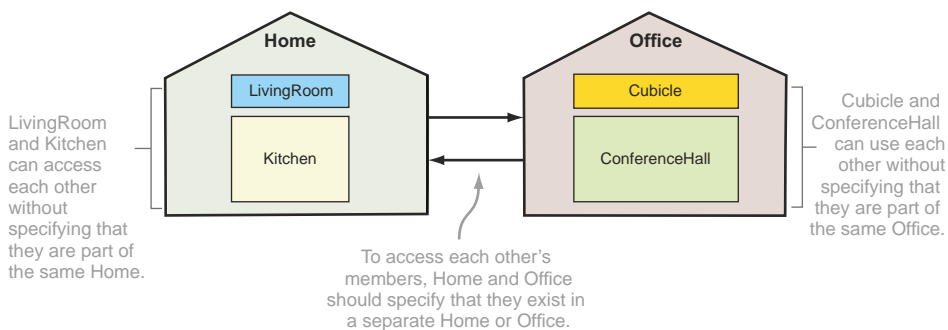 Home
LivingRoom
Kitchen
Office
Cubicle
ConferenceHall
LivingRoom
and Kitchen
can access
each other
without
specifying that
they are part of
the same Home.
Cubicle and
ConferenceHall
can use each
other without
specifying that
they are part of
the same Office.
To access each other’s
members, Home and Office
should specify that they exist in
a separate Home or Office.